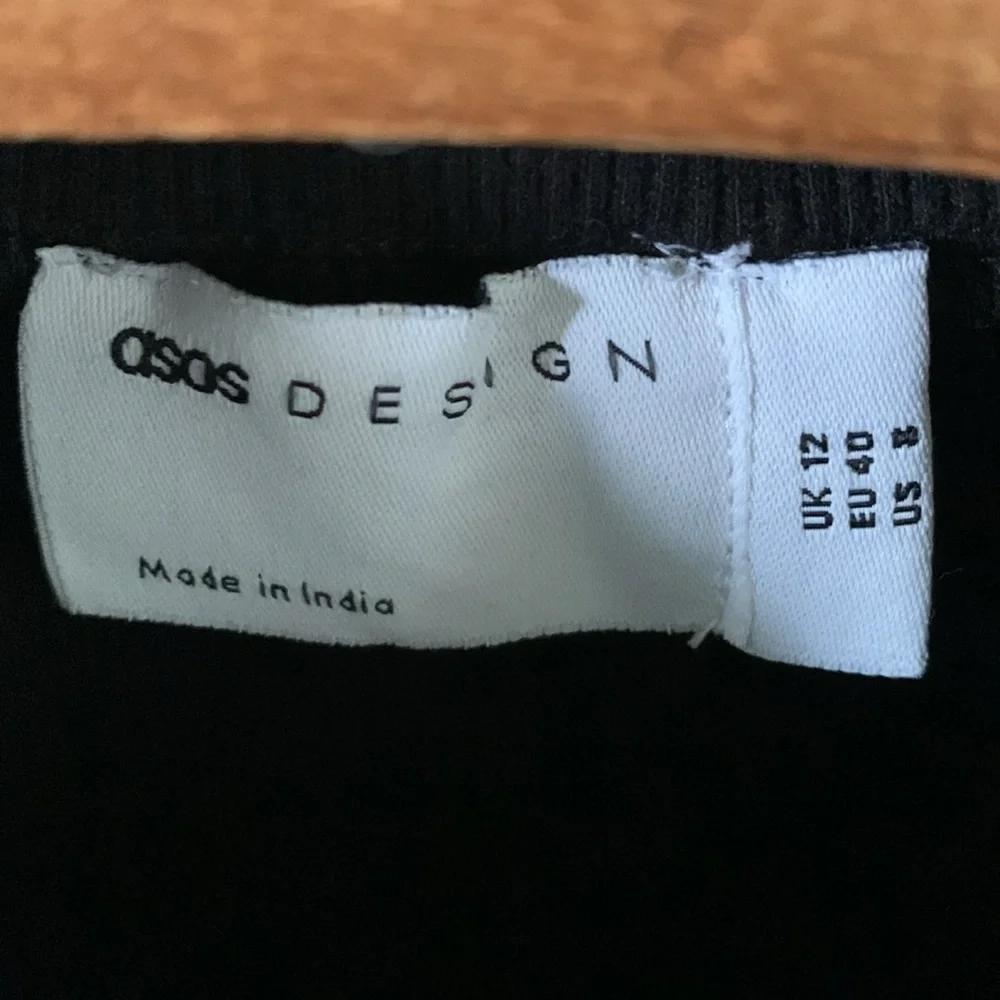 asos DESIGN
Made in India
UK 12
EU 40
US 8